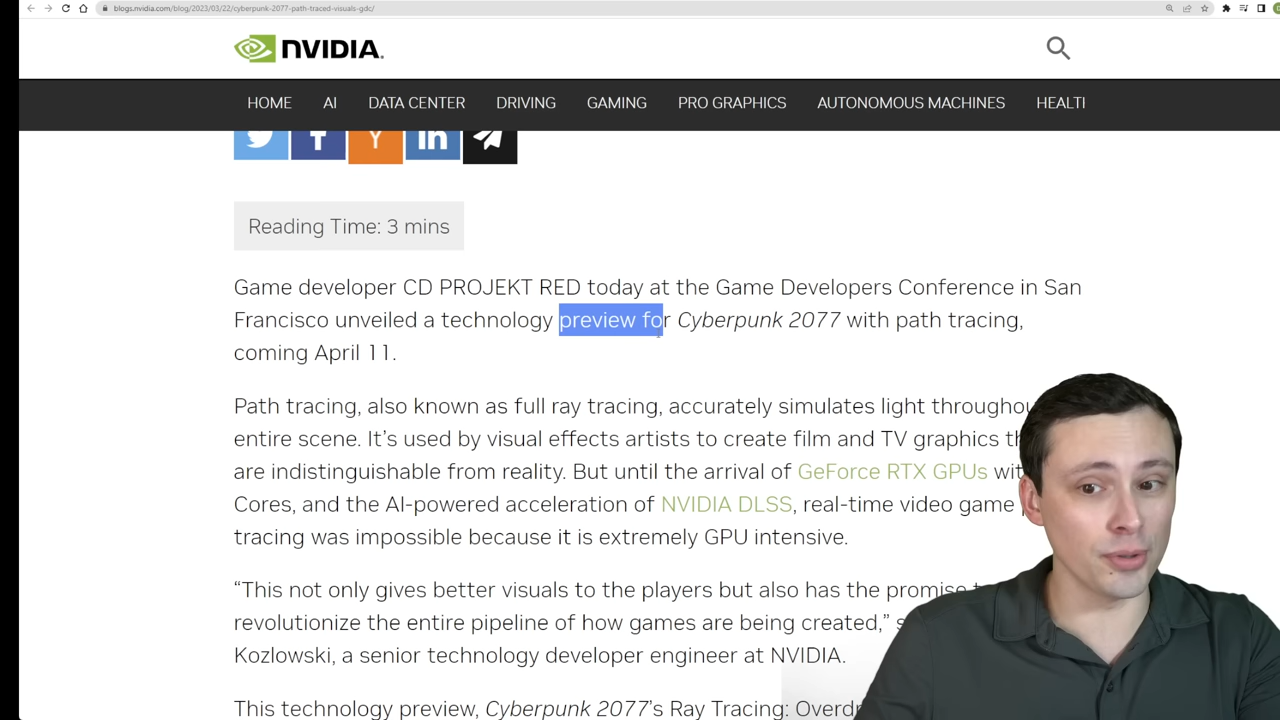 blogs.nvidia.com/blog/2023/03/22/cyberpunk-2077-path-traced-visuals-gdc/
NVIDIA.
HOME AI DATA CENTER DRIVING GAMING PRO GRAPHICS AUTONOMOUS MACHINES HEALT
Reading Time: 3 mins
Game developer CD PROJEKT RED today at the Game Developers Conference in San
Francisco unveiled a technology preview for Cyberpunk 2077 with path tracing,
coming April 11.
Path tracing, also known as full ray tracing, accurately simulates light throughou
entire scene. It's used by visual effects artists to create film and TV graphics th
are indistinguishable from reality. But until the arrival of GeForce RTX GPUs wit
Cores, and the AI-powered acceleration of NVIDIA DLSS, real-time video game
tracing was impossible because it is extremely GPU intensive.
“This not only gives better visuals to the players but also has the promise
revolutionize the entire pipeline of how games are being created,”
Kozlowski, a senior technology developer engineer at NVIDIA.
This technology preview, Cyberpunk 2077's Ray Tracing: Overd